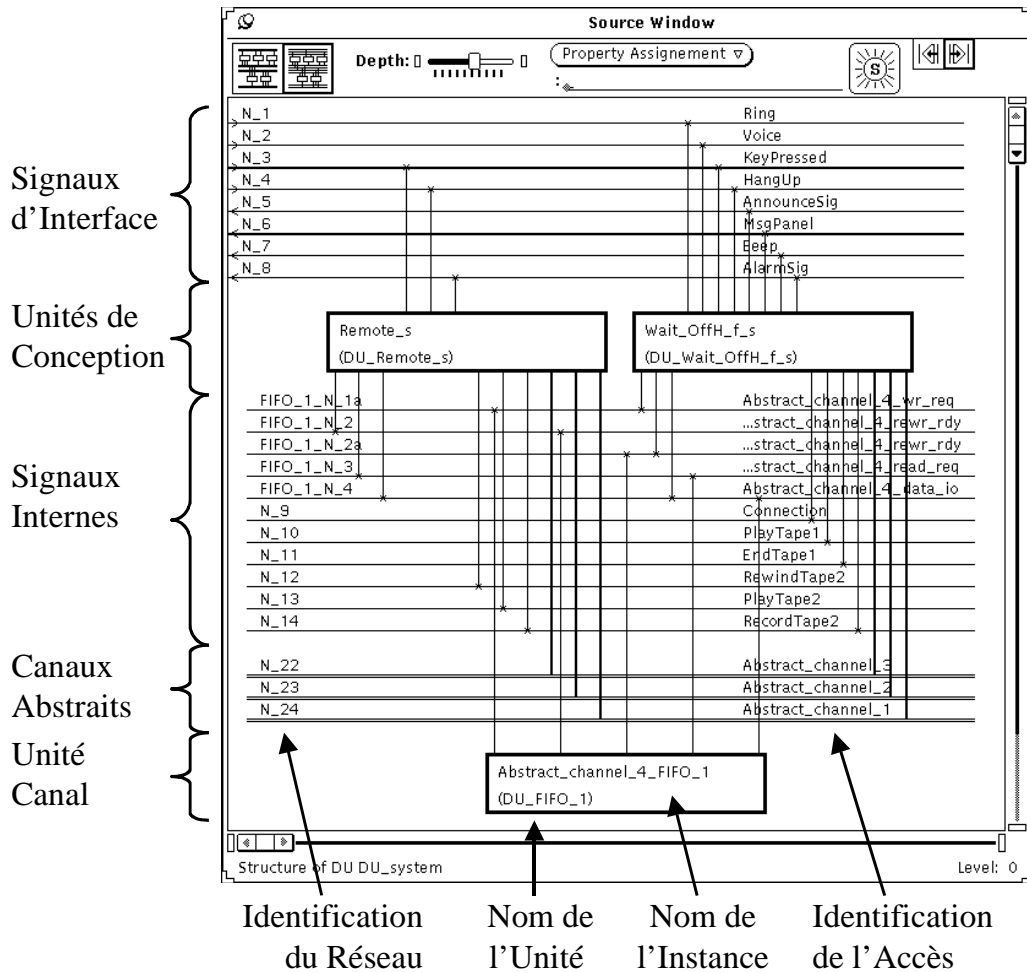 Source Window
Depth:
Property Assignement
S
:
N_1 Ring
N_2 Voice
N_3 KeyPressed
N_4 HangUp
N_5 AnnounceSig
N_6 MsgPanel
N_7 Beep
N_8 AlarmSig
Signaux
d'Interface
Unités de
Conception
Remote_s
(DU_Remote_s)
Wait_OffH_f_s
(DU_Wait_OffH_f_s)
Signaux
Internes
FIFO_1_N_1a Abstract_channel_4_wr_req
FIFO_1_N_2 ...stract_channel_4_rewr_rdy
FIFO_1_N_2a ...stract_channel_4_rewr_rdy
FIFO_1_N_3 ...stract_channel_4_read_req
FIFO_1_N_4 Abstract_channel_4_data_io
N_9 Connection
N_10 PlayTape1
N_11 EndTape1
N_12 RewindTape2
N_13 PlayTape2
N_14 RecordTape2
Canaux
Abstraits
N_22 Abstract_channel_3
N_23 Abstract_channel_2
N_24 Abstract_channel_1
Unité
Canal
Abstract_channel_4_FIFO_1
(DU_FIFO_1)
Structure of DU DU_system
Level: 0
Identification
du Réseau
Nom de
l'Unité
Nom de
l'Instance
Identification
de l'Accès